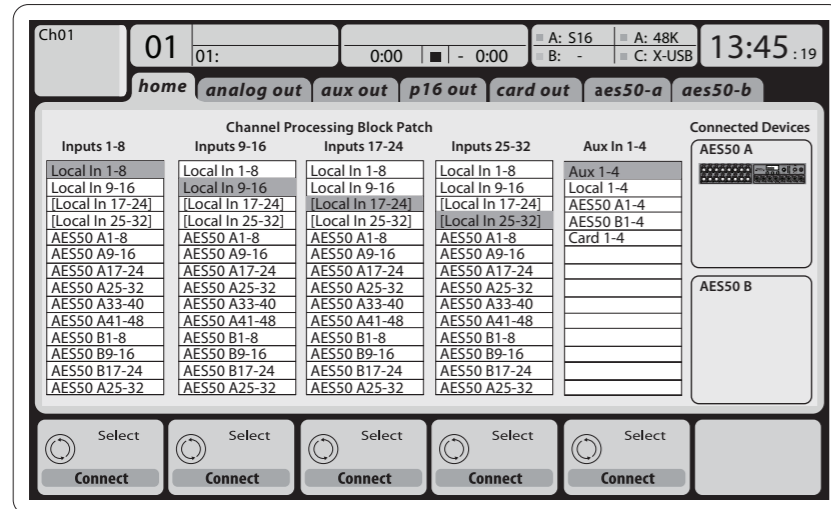 Ch01
01
01:
0:00
- 0:00
A: S16
B: -
A: 48K
C: X-USB
13:45 :19
home
analog out
aux out
p16 out
card out
aes50-a
aes50-b
Channel Processing Block Patch
Connected Devices
Inputs 1-8
Inputs 9-16
Inputs 17-24
Inputs 25-32
Aux In 1-4
Local In 1-8
Local In 9-16
[Local In 17-24]
[Local In 25-32]
AES50 A1-8
AES50 A9-16
AES50 A17-24
AES50 A25-32
AES50 A33-40
AES50 A41-48
AES50 B1-8
AES50 B9-16
AES50 B17-24
AES50 A25-32
Local In 1-8
Local In 9-16
[Local In 17-24]
[Local In 25-32]
AES50 A1-8
AES50 A9-16
AES50 A17-24
AES50 A25-32
AES50 A33-40
AES50 A41-48
AES50 B1-8
AES50 B9-16
AES50 B17-24
AES50 A25-32
Local In 1-8
Local In 9-16
[Local In 17-24]
[Local In 25-32]
AES50 A1-8
AES50 A9-16
AES50 A17-24
AES50 A25-32
AES50 A33-40
AES50 A41-48
AES50 B1-8
AES50 B9-16
AES50 B17-24
AES50 A25-32
Local In 1-8
Local In 9-16
[Local In 17-24]
[Local In 25-32]
AES50 A1-8
AES50 A9-16
AES50 A17-24
AES50 A25-32
AES50 A33-40
AES50 A41-48
AES50 B1-8
AES50 B9-16
AES50 B17-24
AES50 A25-32
Aux 1-4
Local 1-4
AES50 A1-4
AES50 B1-4
Card 1-4
AES50 A
AES50 B
Select
Connect
Select
Connect
Select
Connect
Select
Connect
Select
Connect